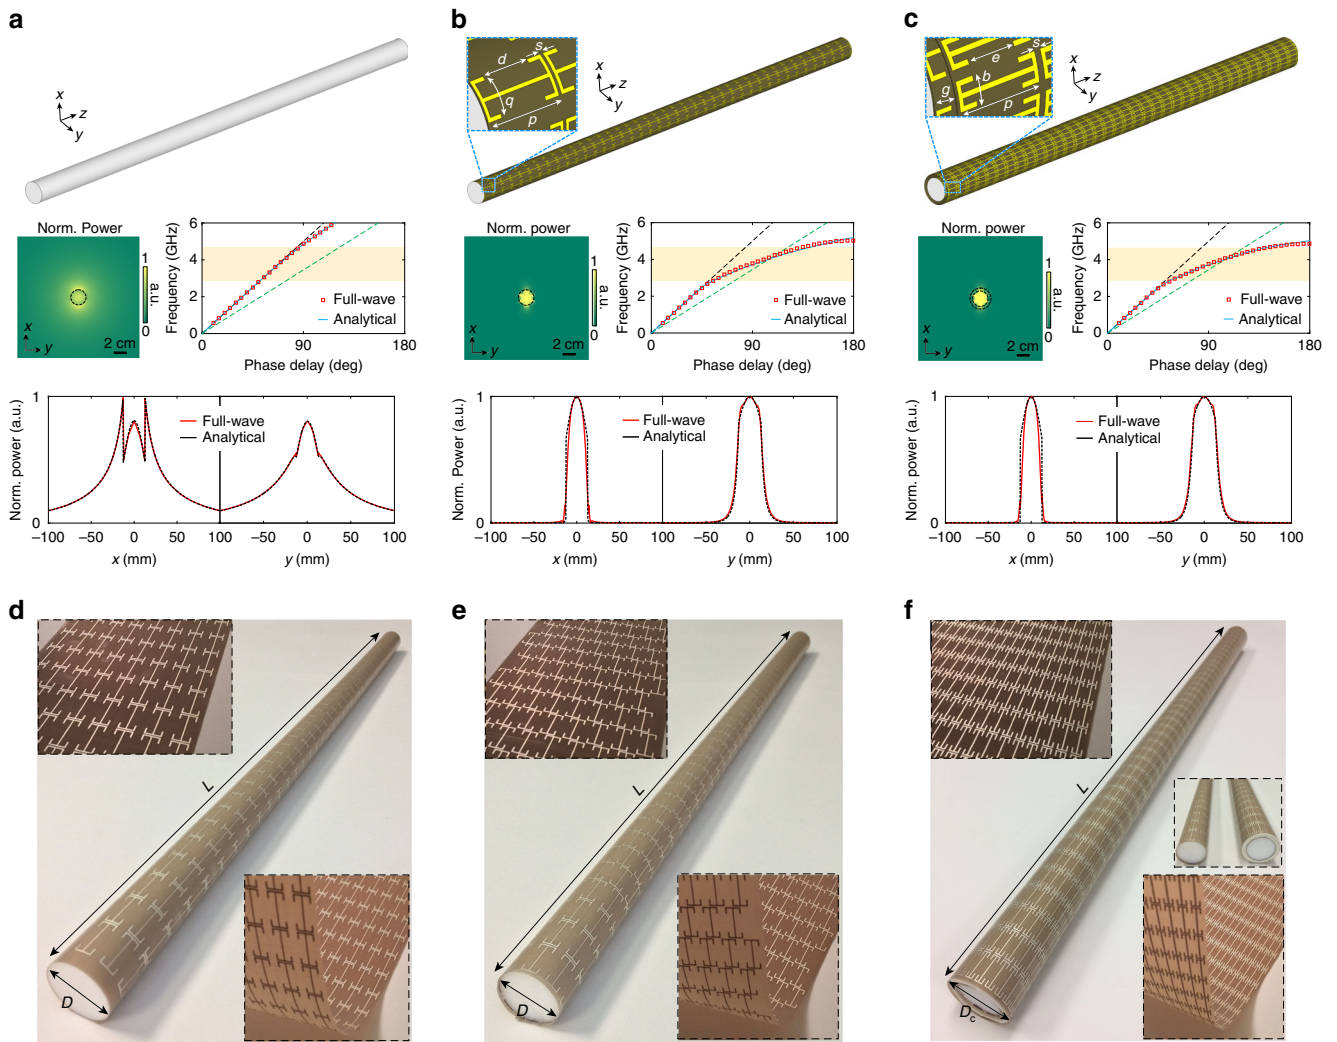 a
x
z
y
Norm. Power
1
a.u.
0
x
y
2 cm
Frequency (GHz)
6
4
2
0
Full-wave
Analytical
0
90
180
Phase delay (deg)
Norm. power (a.u.)
1
0
Full-wave
Analytical
−100
−50
0
50
100
−50
0
50
100
x (mm)
y (mm)
b
d
s
q
p
x
z
y
Norm. power
1
a.u.
0
x
y
2 cm
Frequency (GHz)
6
4
2
0
Full-wave
Analytical
0
90
180
Phase delay (deg)
Norm. Power (a.u.)
1
0
Full-wave
Analytical
−100
−50
0
50
100
−50
0
50
100
x (mm)
y (mm)
c
s
e
b
g
p
x
z
y
Norm. power
1
a.u.
0
x
y
2 cm
Frequency (GHz)
6
4
2
0
Full-wave
Analytical
0
90
180
Phase delay (deg)
Norm. power (a.u.)
1
0
Full-wave
Analytical
−100
−50
0
50
100
−50
0
50
100
x (mm)
y (mm)
d
L
D
e
L
D
f
L
Dc